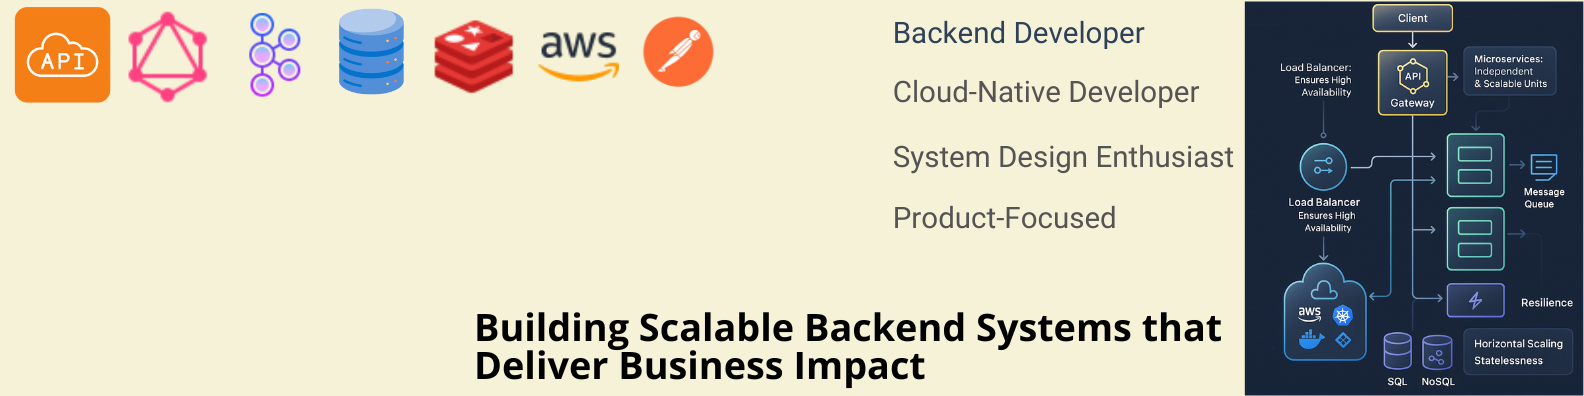 API
aws
Backend Developer
Cloud-Native Developer
System Design Enthusiast
Product-Focused
Building Scalable Backend Systems that
Deliver Business Impact
Client
Load Balancer:
Ensures High
Availability
API
Gateway
Microservices:
Independent
& Scalable Units
Load Balancer
Ensures High
Availability
Message
Queue
aws
Resilience
SQL
NoSQL
Horizontal Scaling
Statelessness